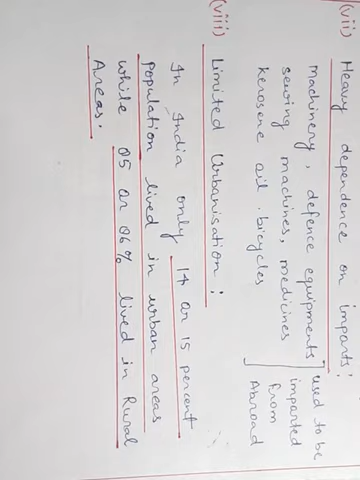 (vii) Heavy dependence on imports:
machinery, defence equipments
sewing machines, medicines
kerosene oil, bicycles
used to be
imported
from
Abroad
(viii) Limited Urbanisation:
In India only 14 or 15 percent
population lived in urban areas
while 85 or 86% lived in Rural
Areas.